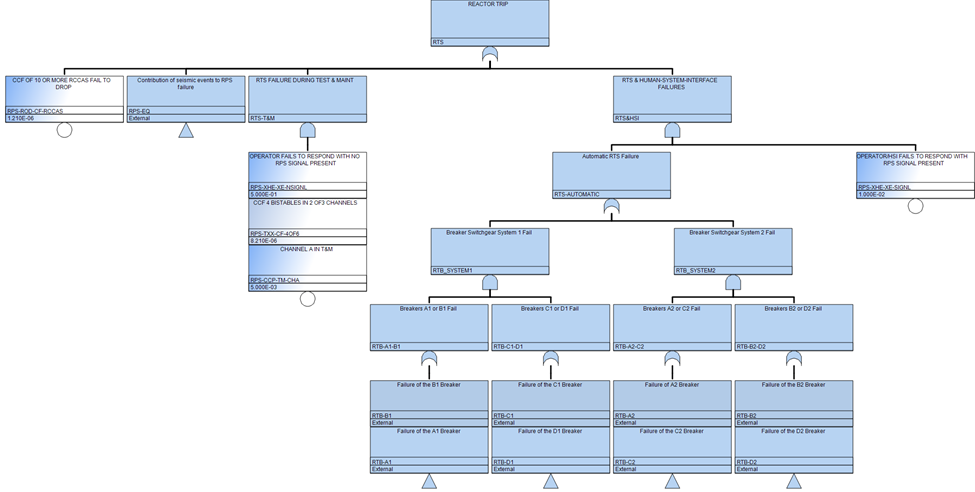 REACTOR TRIP
RTS
CCF OF 10 OR MORE RCCAS FAIL TO
DROP
RPS-ROD-CF-RCCAS
1.210E-06
Contribution of seismic events to RPS
failure
RPS-EQ
External
RTS FAILURE DURING TEST & MAINT
RTS-T&M
RTS & HUMAN-SYSTEM-INTERFACE
FAILURES
RTS&HSI
OPERATOR FAILS TO RESPOND WITH NO
RPS SIGNAL PRESENT
RPS-XHE-XE-NSIGNL
5.000E-01
CCF 4 BISTABLES IN 2 OF3 CHANNELS
RPS-TXX-CF-4OF6
8.210E-06
CHANNEL A IN T&M
RPS-CCP-TM-CHA
5.000E-03
Automatic RTS Failure
RTS-AUTOMATIC
OPERATOR/HSI FAILS TO RESPOND WITH
RPS SIGNAL PRESENT
RPS-XHE-XE-SIGNL
1.000E-02
Breaker Switchgear System 1 Fail
RTB_SYSTEM1
Breaker Switchgear System 2 Fail
RTB_SYSTEM2
Breakers A1 or B1 Fail
RTB-A1-B1
Breakers C1 or D1 Fail
RTB-C1-D1
Breakers A2 or C2 Fail
RTB-A2-C2
Breakers B2 or D2 Fail
RTB-B2-D2
Failure of the B1 Breaker
RTB-B1
External
Failure of the A1 Breaker
RTB-A1
External
Failure of the C1 Breaker
RTB-C1
External
Failure of the D1 Breaker
RTB-D1
External
Failure of A2 Breaker
RTB-A2
External
Failure of the C2 Breaker
RTB-C2
External
Failure of the B2 Breaker
RTB-B2
External
Failure of the D2 Breaker
RTB-D2
External